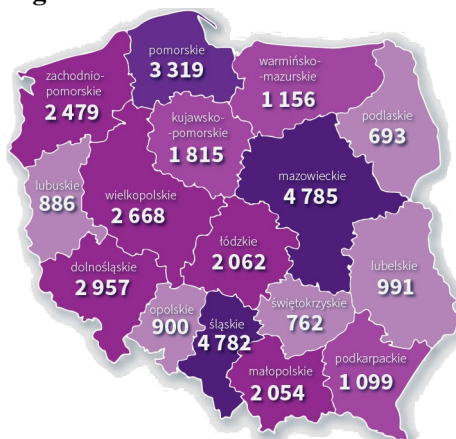 pomorskie
3 319
zachodnio-
pomorskie
2 479
warmińsko-
-mazurskie
1 156
podlaskie
693
kujawsko-
-pomorskie
1 815
mazowieckie
4 785
lubuskie
886
wielkopolskie
2 668
łódzkie
2 062
dolnośląskie
2 957
lubelskie
991
opolskie
900
śląskie
4 782
świętokrzyskie
762
małopolskie
2 054
podkarpackie
1 099